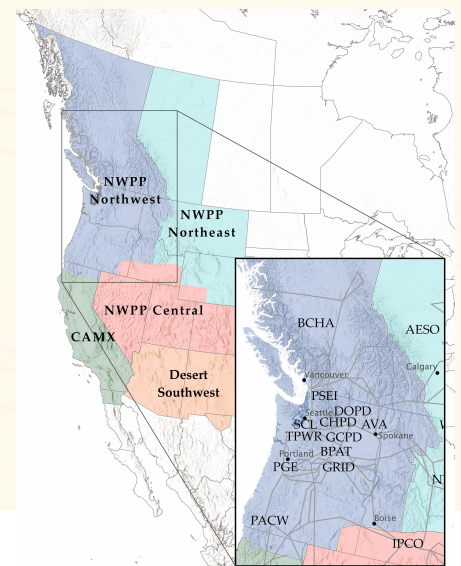 NWPP
Northwest
NWPP
Northeast
NWPP Central
CAMX
Desert
Southwest
BCHA
AESO
Calgary
Vancouver
PSEI
Seattle
DOPD
SCL
CHPD
AVA
TPWR
GCPD
Spokane
Portland
BPAT
PGE
GRID
PACW
Boise
IPCO